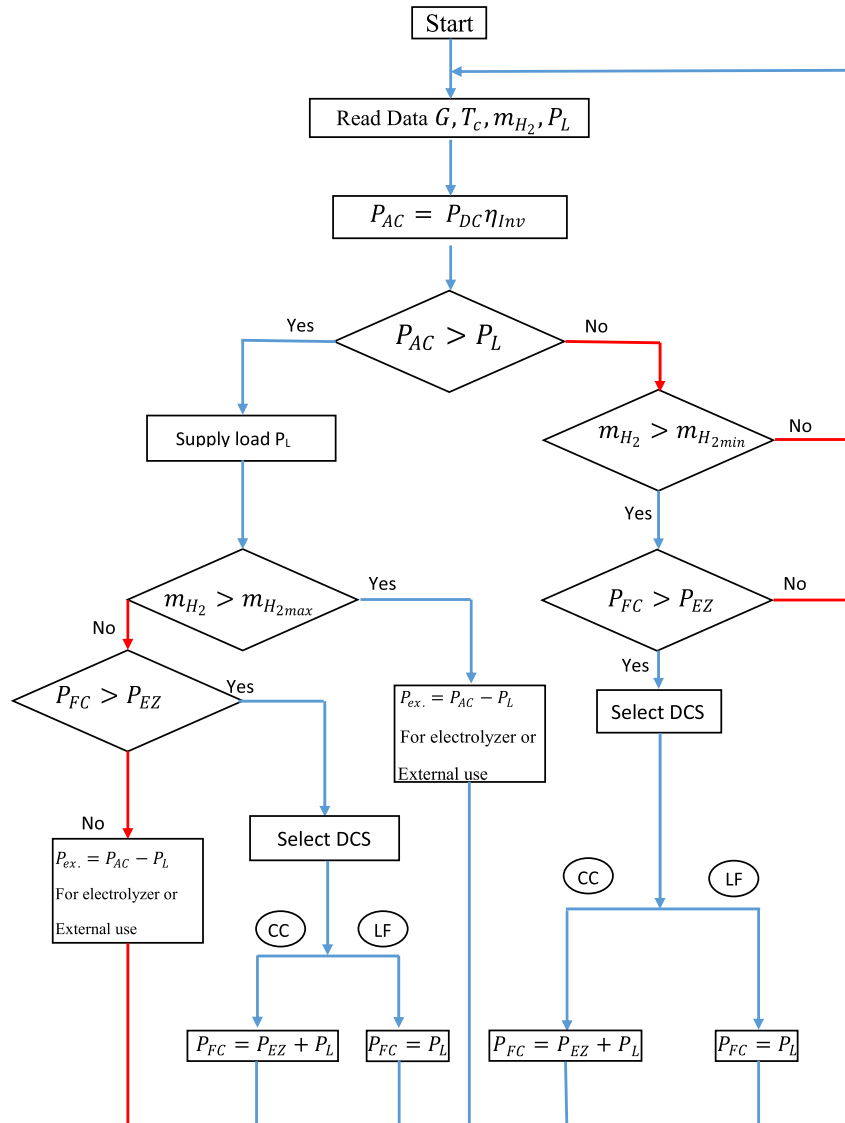 Start
Read Data G, T_c, m_{H_2}, P_L
P_{AC} = P_{DC}η_{Inv}
P_{AC} > P_L
Yes
No
Supply load P_L
m_{H_2} > m_{H_{2min}}
No
Yes
m_{H_2} > m_{H_{2max}}
Yes
No
P_{FC} > P_{EZ}
No
Yes
P_{FC} > P_{EZ}
Yes
No
P_{ex.} = P_{AC} − P_L
For electrolyzer or
External use
Select DCS
Select DCS
P_{ex.} = P_{AC} − P_L
For electrolyzer or
External use
CC
LF
CC
LF
P_{FC} = P_{EZ} + P_L
P_{FC} = P_L
P_{FC} = P_{EZ} + P_L
P_{FC} = P_L